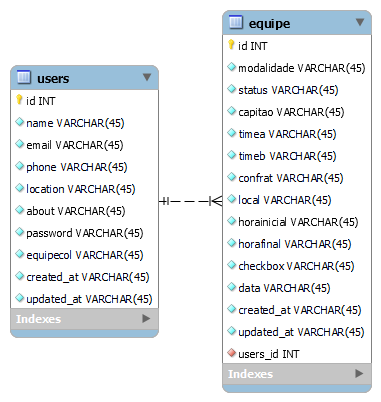 users
id INT
name VARCHAR(45)
email VARCHAR(45)
phone VARCHAR(45)
location VARCHAR(45)
about VARCHAR(45)
password VARCHAR(45)
equipecol VARCHAR(45)
created_at VARCHAR(45)
updated_at VARCHAR(45)
Indexes
equipe
id INT
modalidade VARCHAR(45)
status VARCHAR(45)
capitao VARCHAR(45)
timea VARCHAR(45)
timeb VARCHAR(45)
confrat VARCHAR(45)
local VARCHAR(45)
horainicial VARCHAR(45)
horafinal VARCHAR(45)
checkbox VARCHAR(45)
data VARCHAR(45)
created_at VARCHAR(45)
updated_at VARCHAR(45)
users_id INT
Indexes